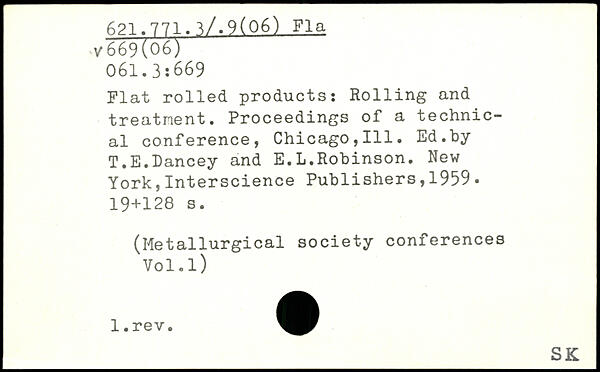 621.771.3/.9(06) Fla
v669(06)
061.3:669
Flat rolled products: Rolling and
treatment. Proceedings of a technic-
al conference, Chicago,Ill. Ed.by
T.E.Dancey and E.L.Robinson. New
York,Interscience Publishers,1959.
19+128 s.
(Metallurgical society conferences
Vol.1)
1.rev.
SK